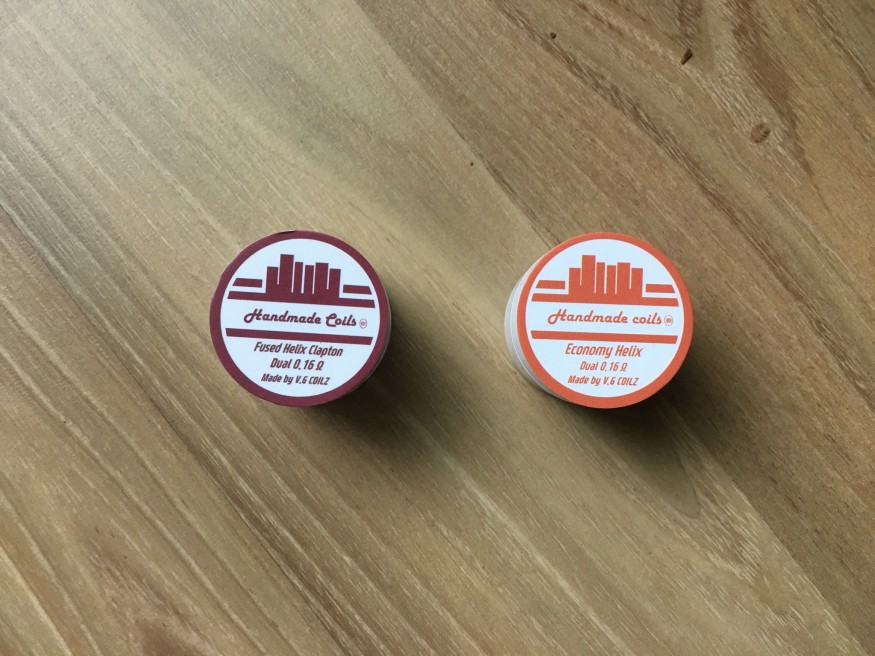 Handmade Coils
Fused Helix Clapton
Dual 0,16 Ω
Made by V.G COILZ
Handmade coils
Economy Helix
Dual 0,16 Ω
Made by V.G COILZ